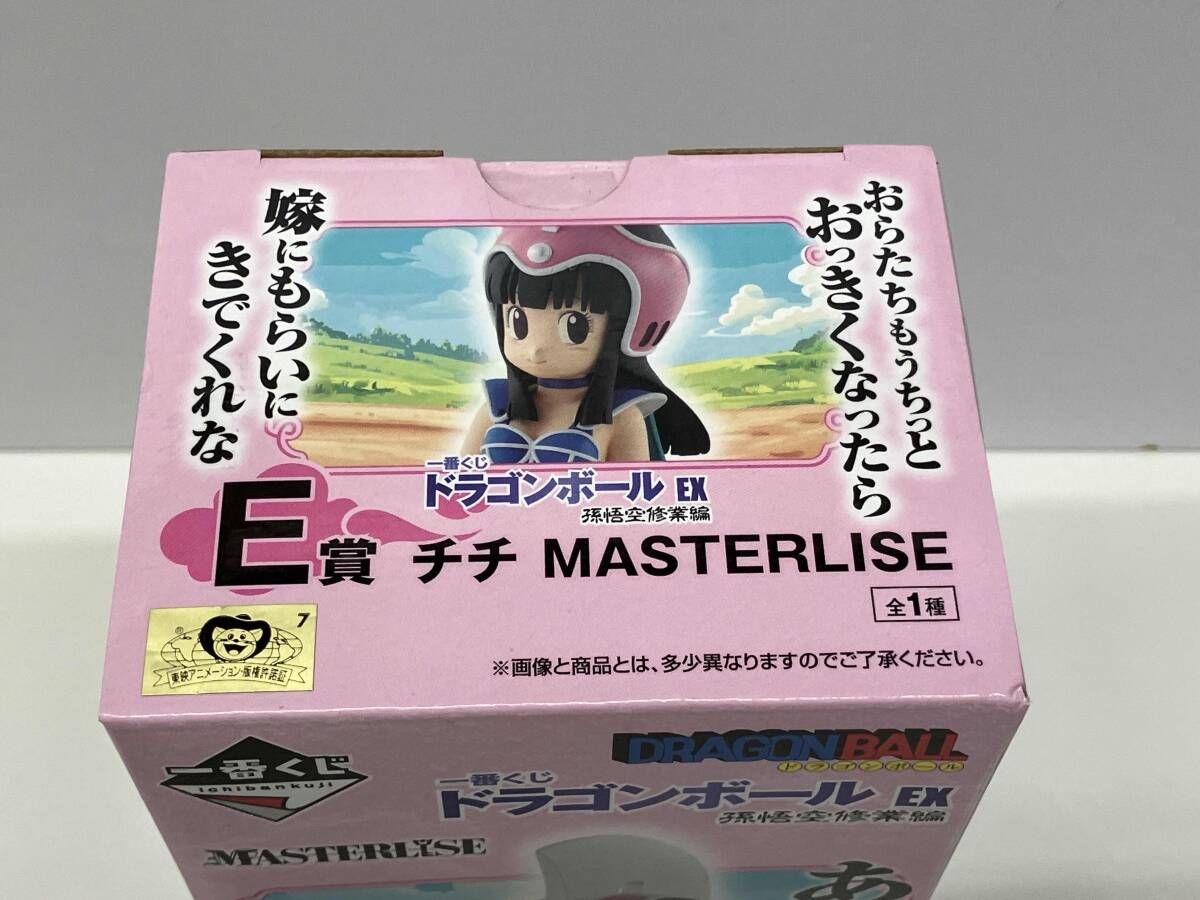 おらたちもうちっと
おっきくなったら
嫁にもらいに
きでくれな
一番くじ
ドラゴンボール EX
孫悟空修業編
E賞 チチ MASTERLISE
全1種
7
®
東映アニメーション・版権許諾証
※画像と商品とは、多少異なりますのでご了承ください。
一番くじ
ichibankuji
DRAGON BALL
ドラゴンボール
一番くじ
ドラゴンボール EX
孫悟空修業編
MASTERLISE
あ